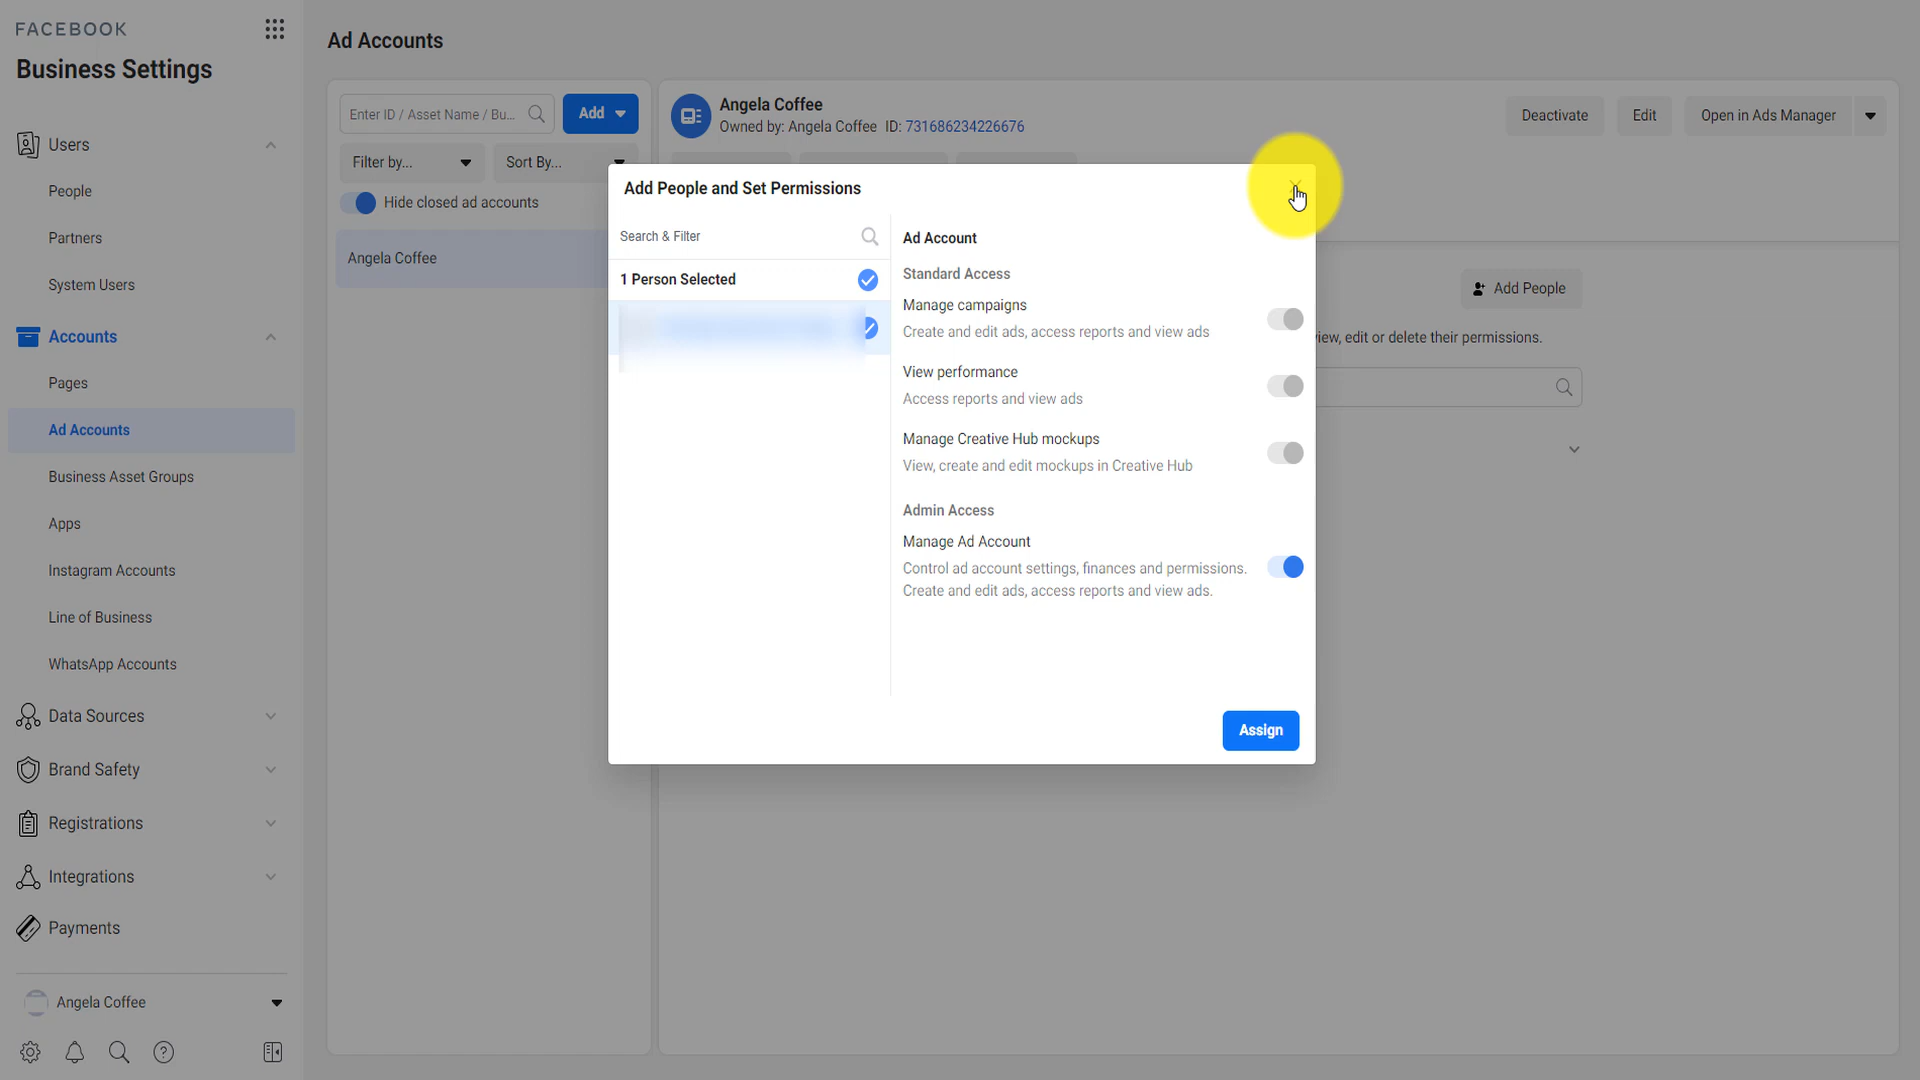 FACEBOOK
Business Settings
Users
People
Partners
System Users
Accounts
Pages
Ad Accounts
Business Asset Groups
Apps
Instagram Accounts
Line of Business
WhatsApp Accounts
Data Sources
Brand Safety
Registrations
Integrations
Payments
Angela Coffee
Ad Accounts
Enter ID / Asset Name / Bu...
Add
Filter by...
Sort By...
Hide closed ad accounts
Angela Coffee
Angela Coffee
Owned by: Angela Coffee ID: 731686234226676
Deactivate
Edit
Open in Ads Manager
Add People
view, edit or delete their permissions.
Add People and Set Permissions
Search & Filter
1 Person Selected
Ad Account
Standard Access
Manage campaigns
Create and edit ads, access reports and view ads
View performance
Access reports and view ads
Manage Creative Hub mockups
View, create and edit mockups in Creative Hub
Admin Access
Manage Ad Account
Control ad account settings, finances and permissions.
Create and edit ads, access reports and view ads.
Assign